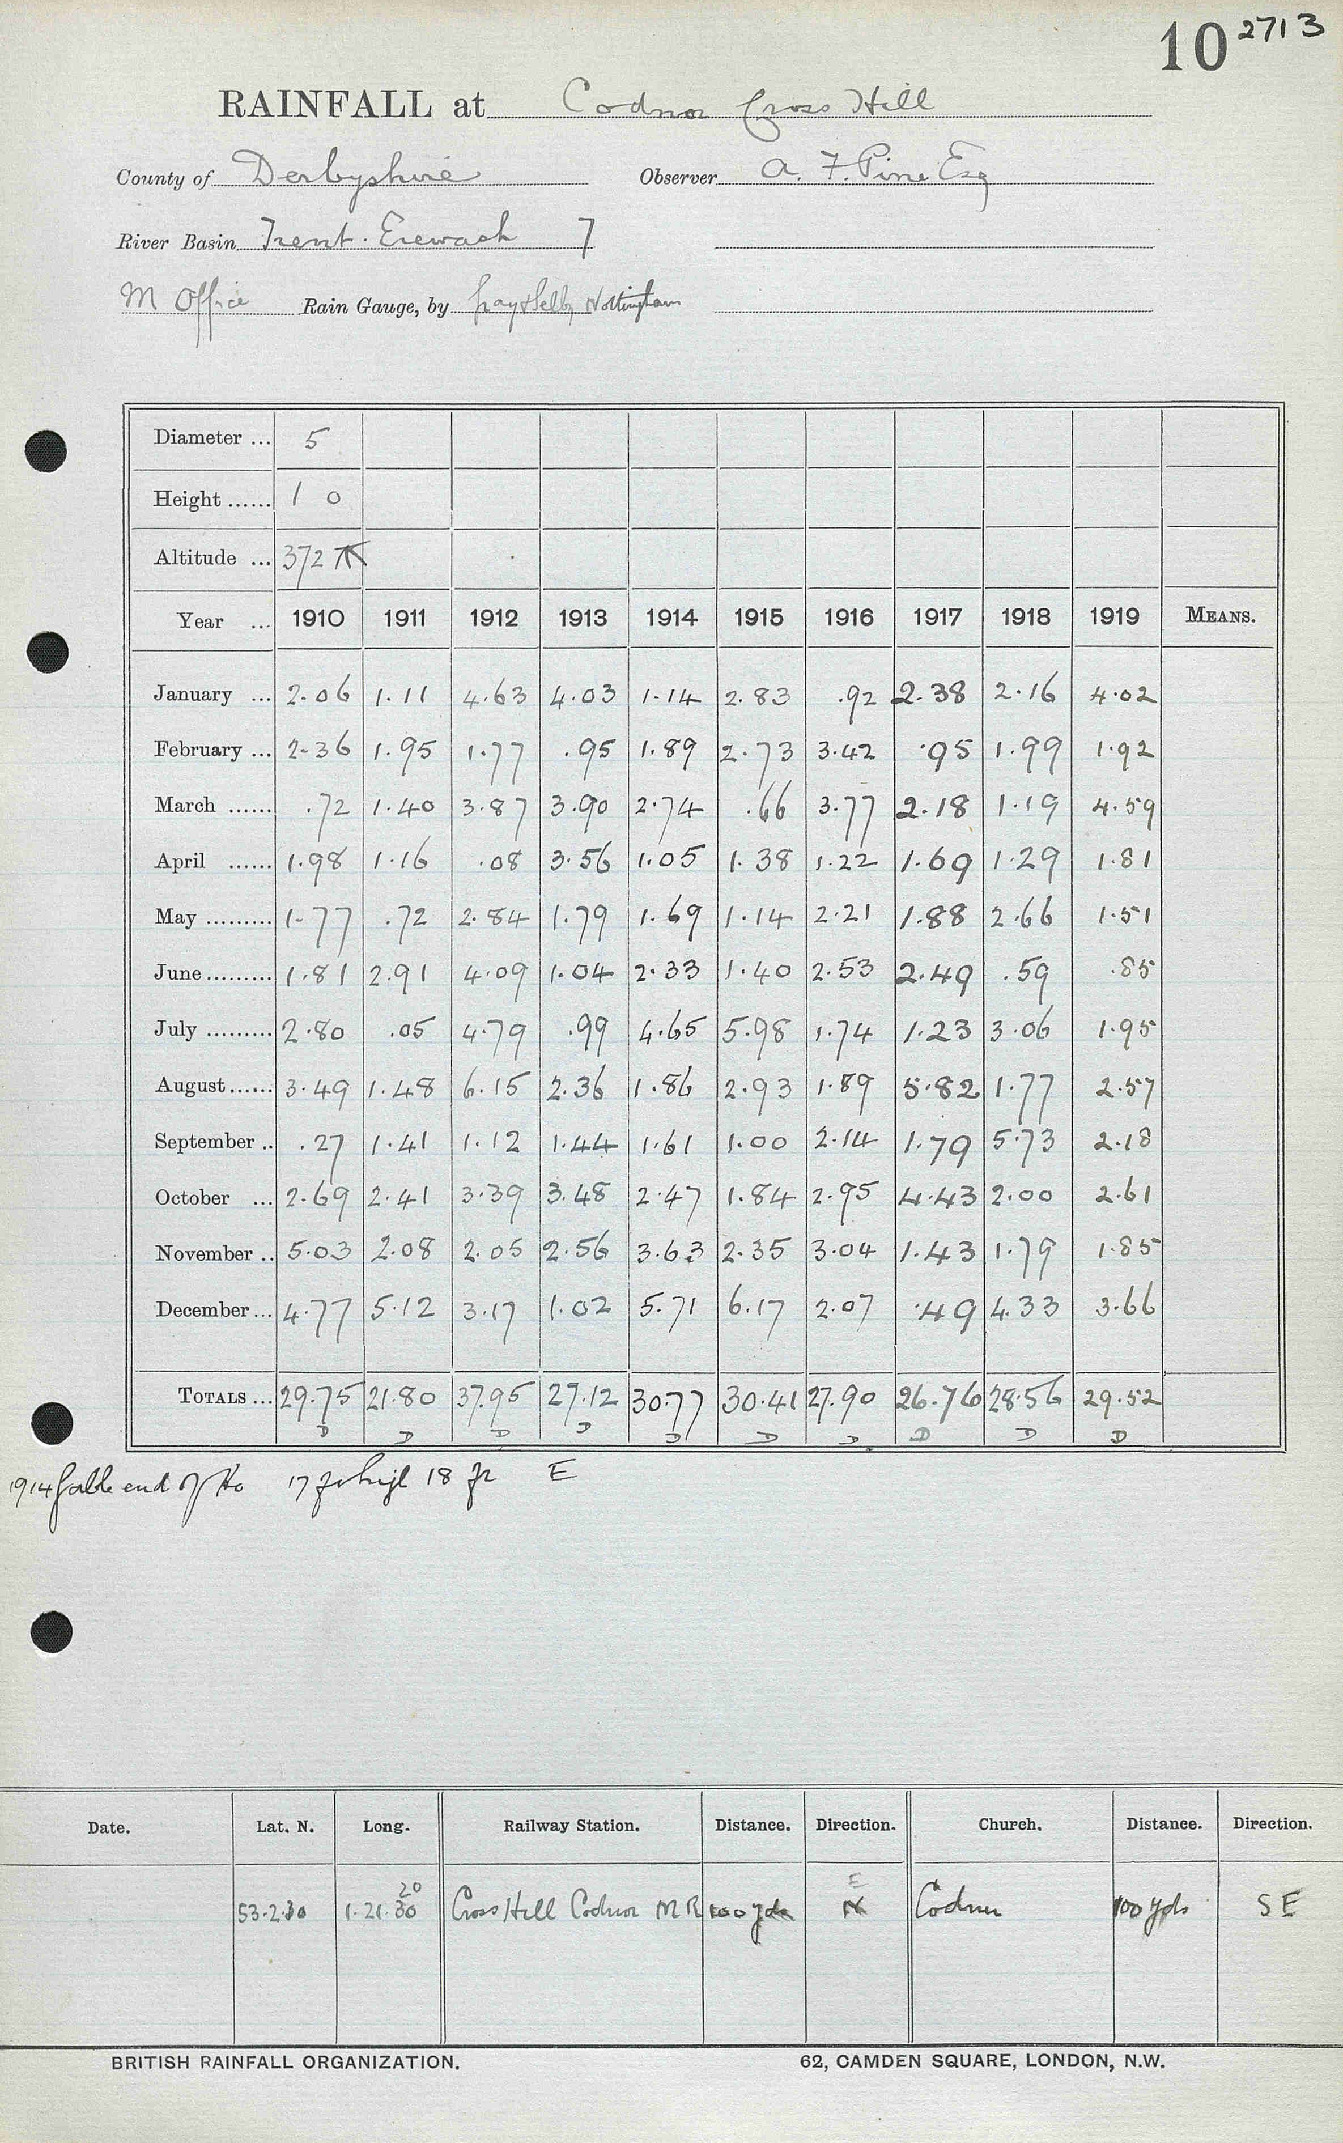 10 2713
RAINFALL at Codnor Cross Hill
County of Derbyshire Observer A. F. Pine Esq
River Basin Trent. Erewash 7
M Office Rain Gauge, by Nottingham
Diameter ... 5
Height ...... 1 0
Altitude ... 372
Year ... 1910 1911 1912 1913 1914 1915 1916 1917 1918 1919 MEANS.
January ... 2.06 1.11 4.63 4.03 1.14 2.83 .92 2.38 2.16 4.02
February ... 2.36 1.95 1.77 .95 1.89 2.73 3.42 .95 1.99 1.92
March ...... .72 1.40 3.87 3.90 2.74 .66 3.77 2.18 1.19 4.59
April ...... 1.98 1.16 .08 3.56 1.05 1.38 1.22 1.69 1.29 1.81
May ......... 1.77 .72 2.84 1.79 1.69 1.14 2.21 1.88 2.66 1.51
June ......... 1.81 2.91 4.09 1.04 2.33 1.40 2.53 2.49 .59 .85
July ......... 2.80 .05 4.79 .99 4.65 5.98 1.74 1.23 3.06 1.95
August ...... 3.49 1.48 6.15 2.36 1.86 2.93 1.89 5.82 1.77 2.57
September .. .27 1.41 1.12 1.44 1.61 1.00 2.14 1.79 5.73 2.18
October ... 2.69 2.41 3.39 3.48 2.47 1.84 2.95 4.43 2.00 2.61
November .. 5.03 2.08 2.05 2.56 3.63 2.35 3.04 1.43 1.79 1.85
December ... 4.77 5.12 3.17 1.02 5.71 6.17 2.07 .49 4.33 3.66
TOTALS ... 29.75 21.80 37.95 27.12 30.77 30.41 27.90 26.76 28.56 29.52
D D D D D D D D D D
1914 Gable end of Ho 17 ft high 18 ft E
Date. Lat. N. Long. Railway Station. Distance. Direction. Church. Distance. Direction.
20 E
53.2.30 1.21.30 Cross Hill Codnor M R 100 yds N Codnor 100 yds S E
BRITISH RAINFALL ORGANIZATION. 62, CAMDEN SQUARE, LONDON, N.W.